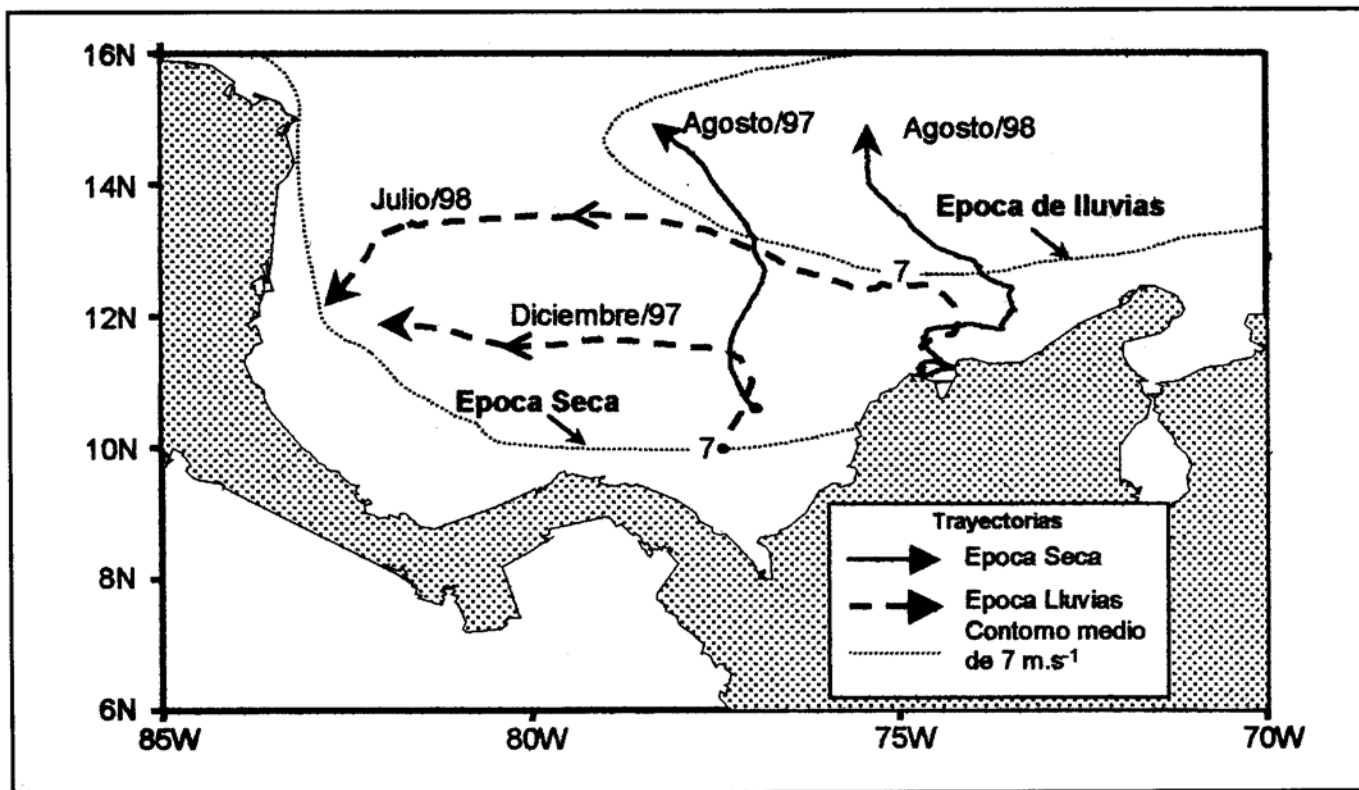 16N
14N
12N
10N
8N
6N
85W
80W
75W
70W
Agosto/97
Agosto/98
Julio/98
Epoca de lluvias
7
Diciembre/97
Epoca Seca
7
Trayectorias
Epoca Seca
Epoca Lluvias
Contorno medio
de 7 m.s⁻¹